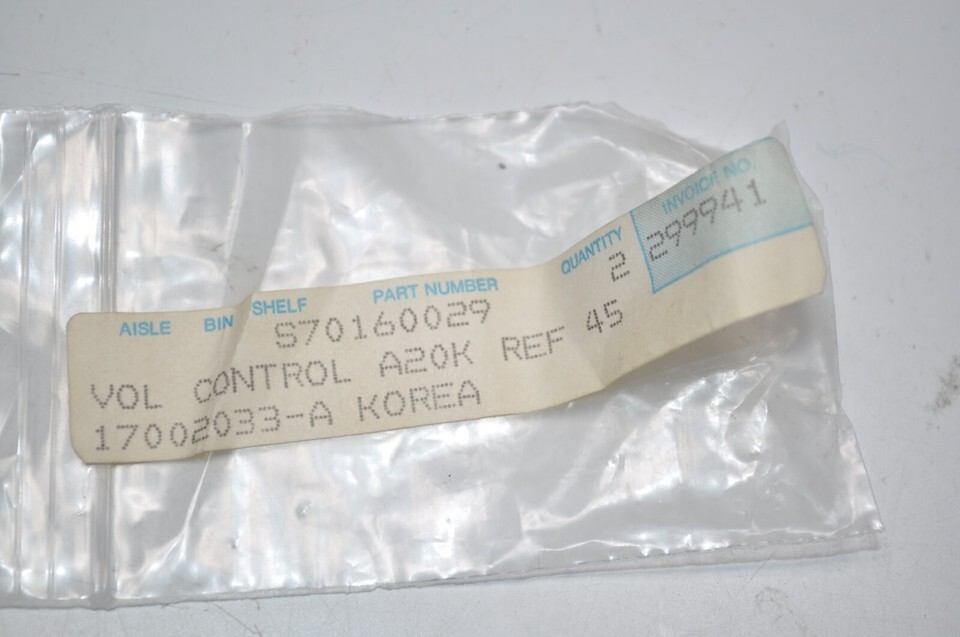 AISLE BIN SHELF PART NUMBER QUANTITY INVOICE NO.
S70160029 2 299941
VOL CONTROL A20K REF 45
17002033-A KOREA